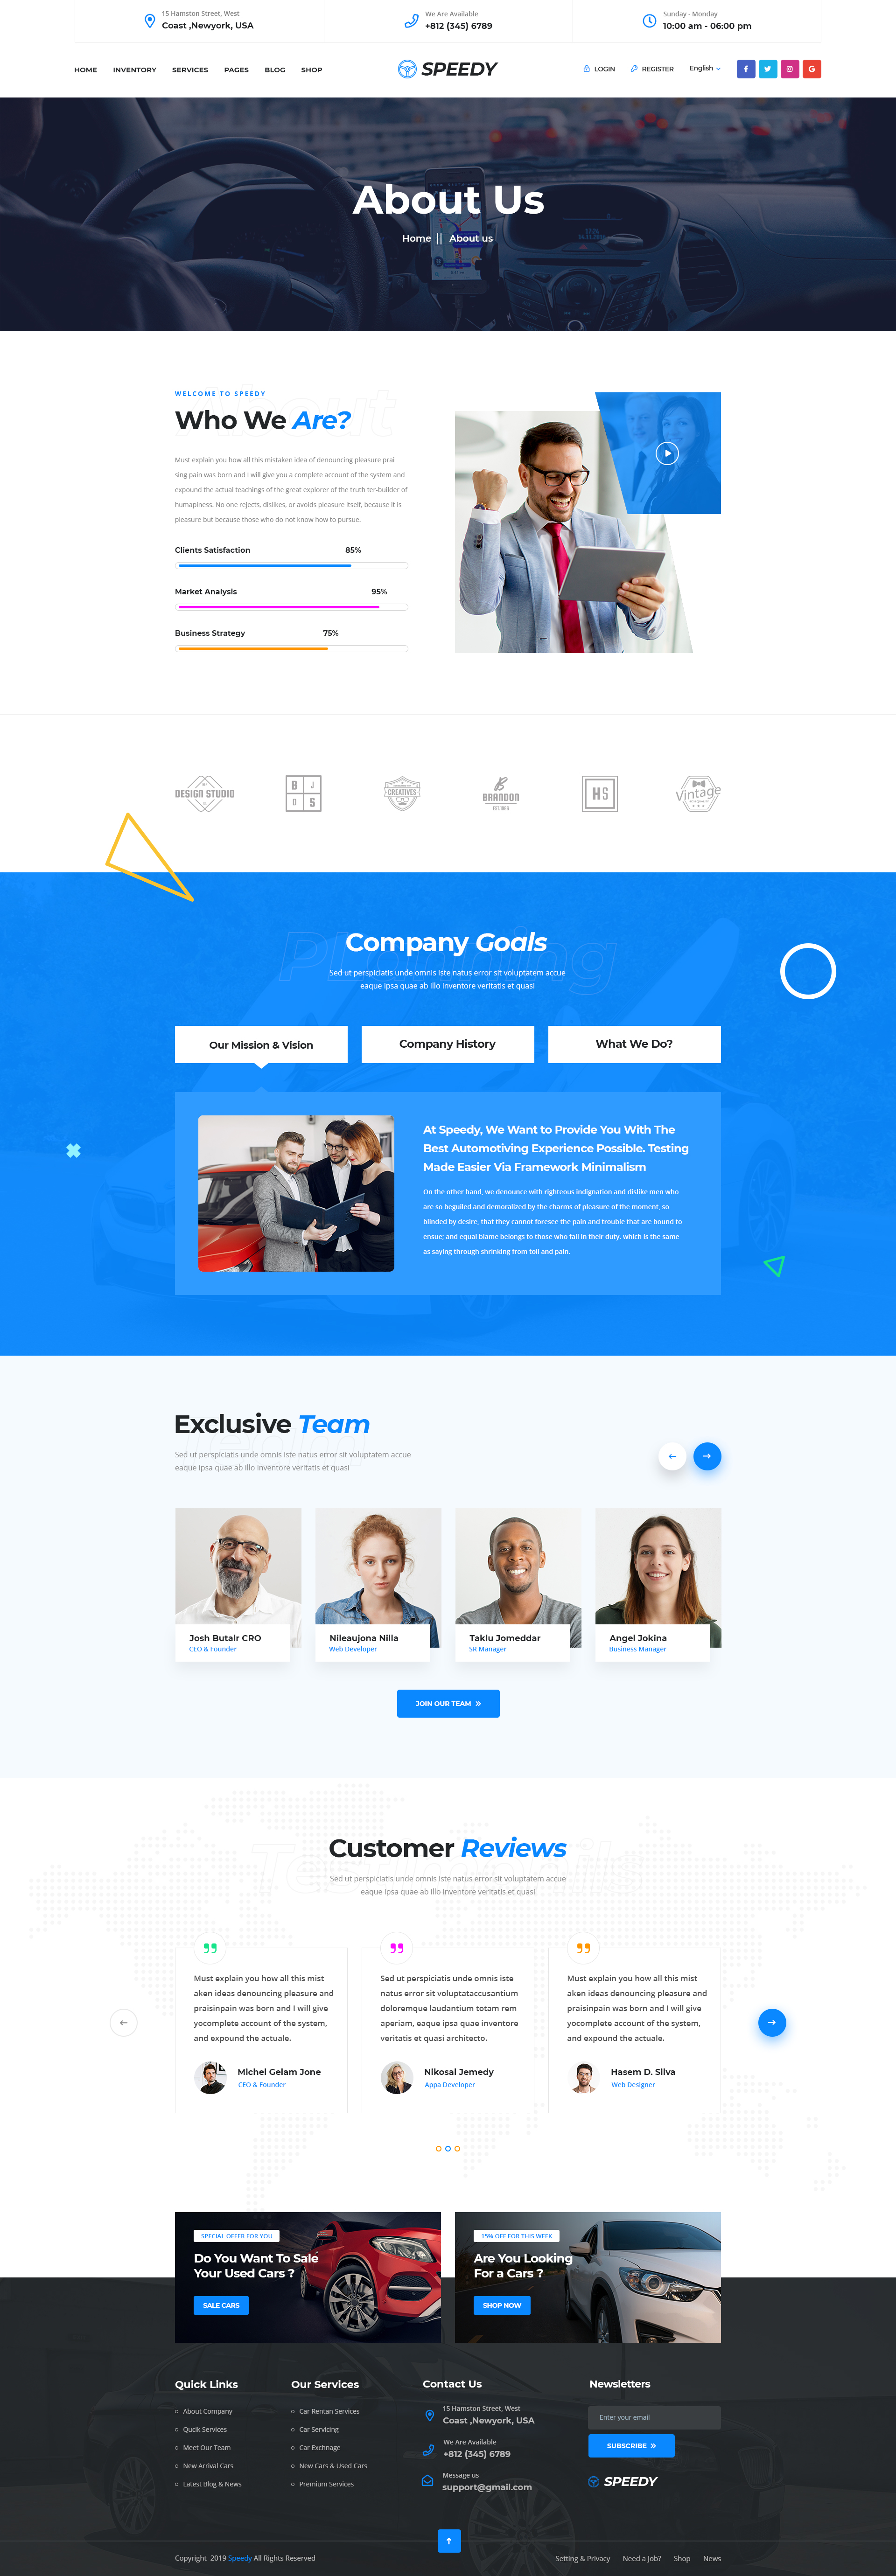 15 Hamston Street, West
Coast ,Newyork, USA
We Are Available
+812 (345) 6789
Sunday - Monday
10:00 am - 06:00 pm
HOME
INVENTORY
SERVICES
PAGES
BLOG
SHOP
SPEEDY
LOGIN
REGISTER
English
About Us
Home || About us
WELCOME TO SPEEDY
About
Who We Are?
Must explain you how all this mistaken idea of denouncing pleasure prai
sing pain was born and I will give you a complete account of the system and
expound the actual teachings of the great explorer of the truth ter-builder of
humapiness. No one rejects, dislikes, or avoids pleasure itself, because it is
pleasure but because those who do not know how to pursue.
Clients Satisfaction 85%
Market Analysis 95%
Business Strategy 75%
DESIGN STUDIO
B J
D S
CREATIVES
B
BRANDON
EST.2089
HS
Vintage
Planning
Company Goals
Sed ut perspiciatis unde omnis iste natus error sit voluptatem accue
eaque ipsa quae ab illo inventore veritatis et quasi
Our Mission & Vision
Company History
What We Do?
At Speedy, We Want to Provide You With The
Best Automotiving Experience Possible. Testing
Made Easier Via Framework Minimalism
On the other hand, we denounce with righteous indignation and dislike men who
are so beguiled and demoralized by the charms of pleasure of the moment, so
blinded by desire, that they cannot foresee the pain and trouble that are bound to
ensue; and equal blame belongs to those who fail in their duty. which is the same
as saying through shrinking from toil and pain.
Exclusive Team
Sed ut perspiciatis unde omnis iste natus error sit voluptatem accue
eaque ipsa quae ab illo inventore veritatis et quasi
Josh Butalr CRO
CEO & Founder
Nileaujona Nilla
Web Developer
Taklu Jomeddar
SR Manager
Angel Jokina
Business Manager
JOIN OUR TEAM
Testimonials
Customer Reviews
Sed ut perspiciatis unde omnis iste natus error sit voluptatem accue
eaque ipsa quae ab illo inventore veritatis et quasi
Must explain you how all this mist
aken ideas denouncing pleasure and
praisinpain was born and I will give
yocomplete account of the system,
and expound the actuale.
Michel Gelam Jone
CEO & Founder
Sed ut perspiciatis unde omnis iste
natus error sit voluptataccusantium
doloremque laudantium totam rem
aperiam, eaque ipsa quae inventore
veritatis et quasi architecto.
Nikosal Jemedy
Appa Developer
Must explain you how all this mist
aken ideas denouncing pleasure and
praisinpain was born and I will give
yocomplete account of the system,
and expound the actuale.
Hasem D. Silva
Web Designer
SPECIAL OFFER FOR YOU
Do You Want To Sale
Your Used Cars ?
SALE CARS
15% OFF FOR THIS WEEK
Are You Looking
For a Cars ?
SHOP NOW
Quick Links
About Company
Qucik Services
Meet Our Team
New Arrival Cars
Latest Blog & News
Our Services
Car Rentan Services
Car Servicing
Car Exchnage
New Cars & Used Cars
Premium Services
Contact Us
15 Hamston Street, West
Coast ,Newyork, USA
We Are Available
+812 (345) 6789
Message us
support@gmail.com
Newsletters
Enter your email
SUBSCRIBE
SPEEDY
Copyright 2019 Speedy All Rights Reserved
Setting & Privacy
Need a Job?
Shop
News